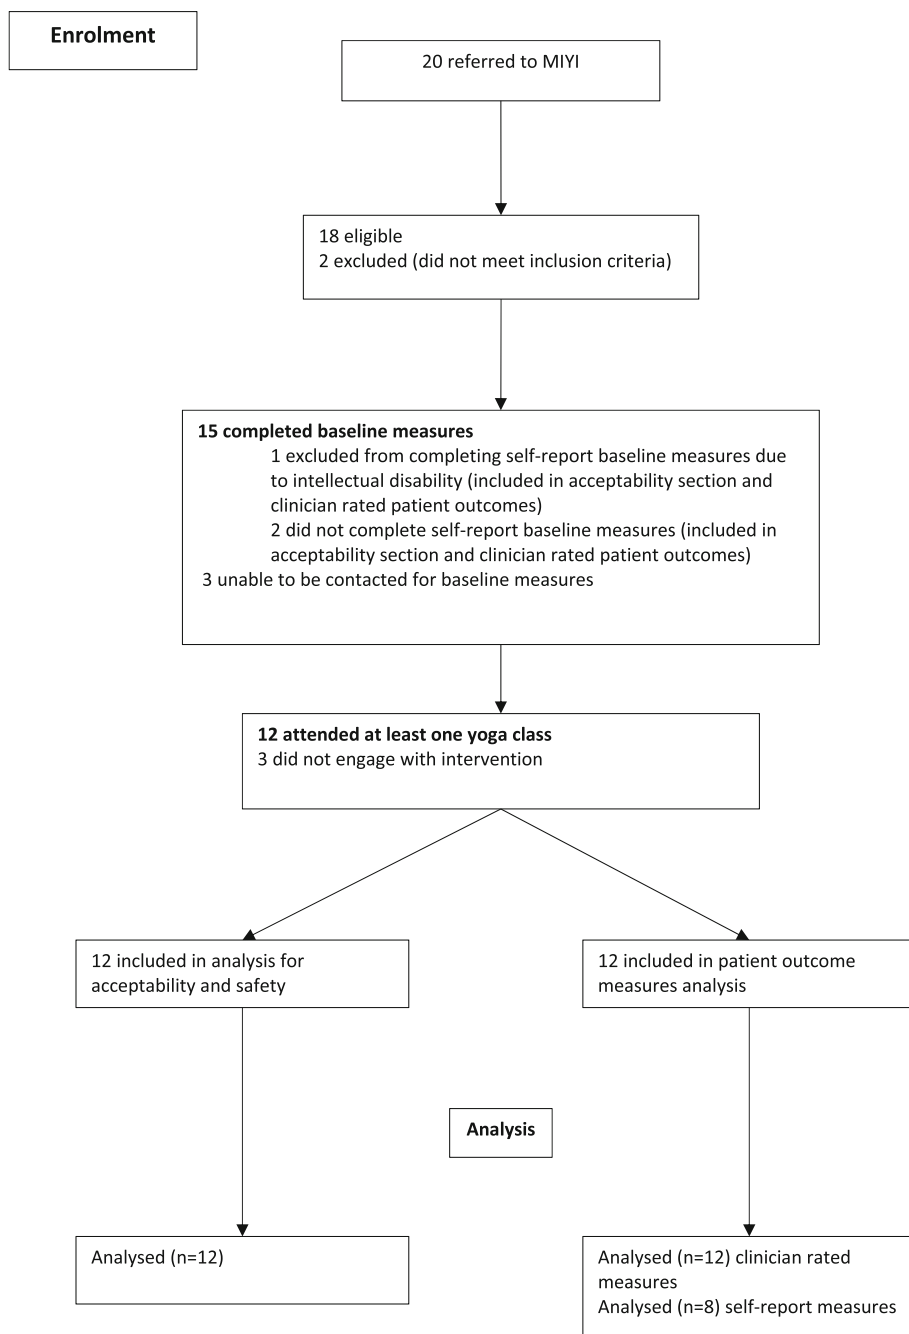 Enrolment
20 referred to MIYI
18 eligible
2 excluded (did not meet inclusion criteria)
15 completed baseline measures
1 excluded from completing self-report baseline measures due
to intellectual disability (included in acceptability section and
clinician rated patient outcomes)
2 did not complete self-report baseline measures (included in
acceptability section and clinician rated patient outcomes)
3 unable to be contacted for baseline measures
12 attended at least one yoga class
3 did not engage with intervention
12 included in analysis for
acceptability and safety
12 included in patient outcome
measures analysis
Analysis
Analysed (n=12)
Analysed (n=12) clinician rated
measures
Analysed (n=8) self-report measures